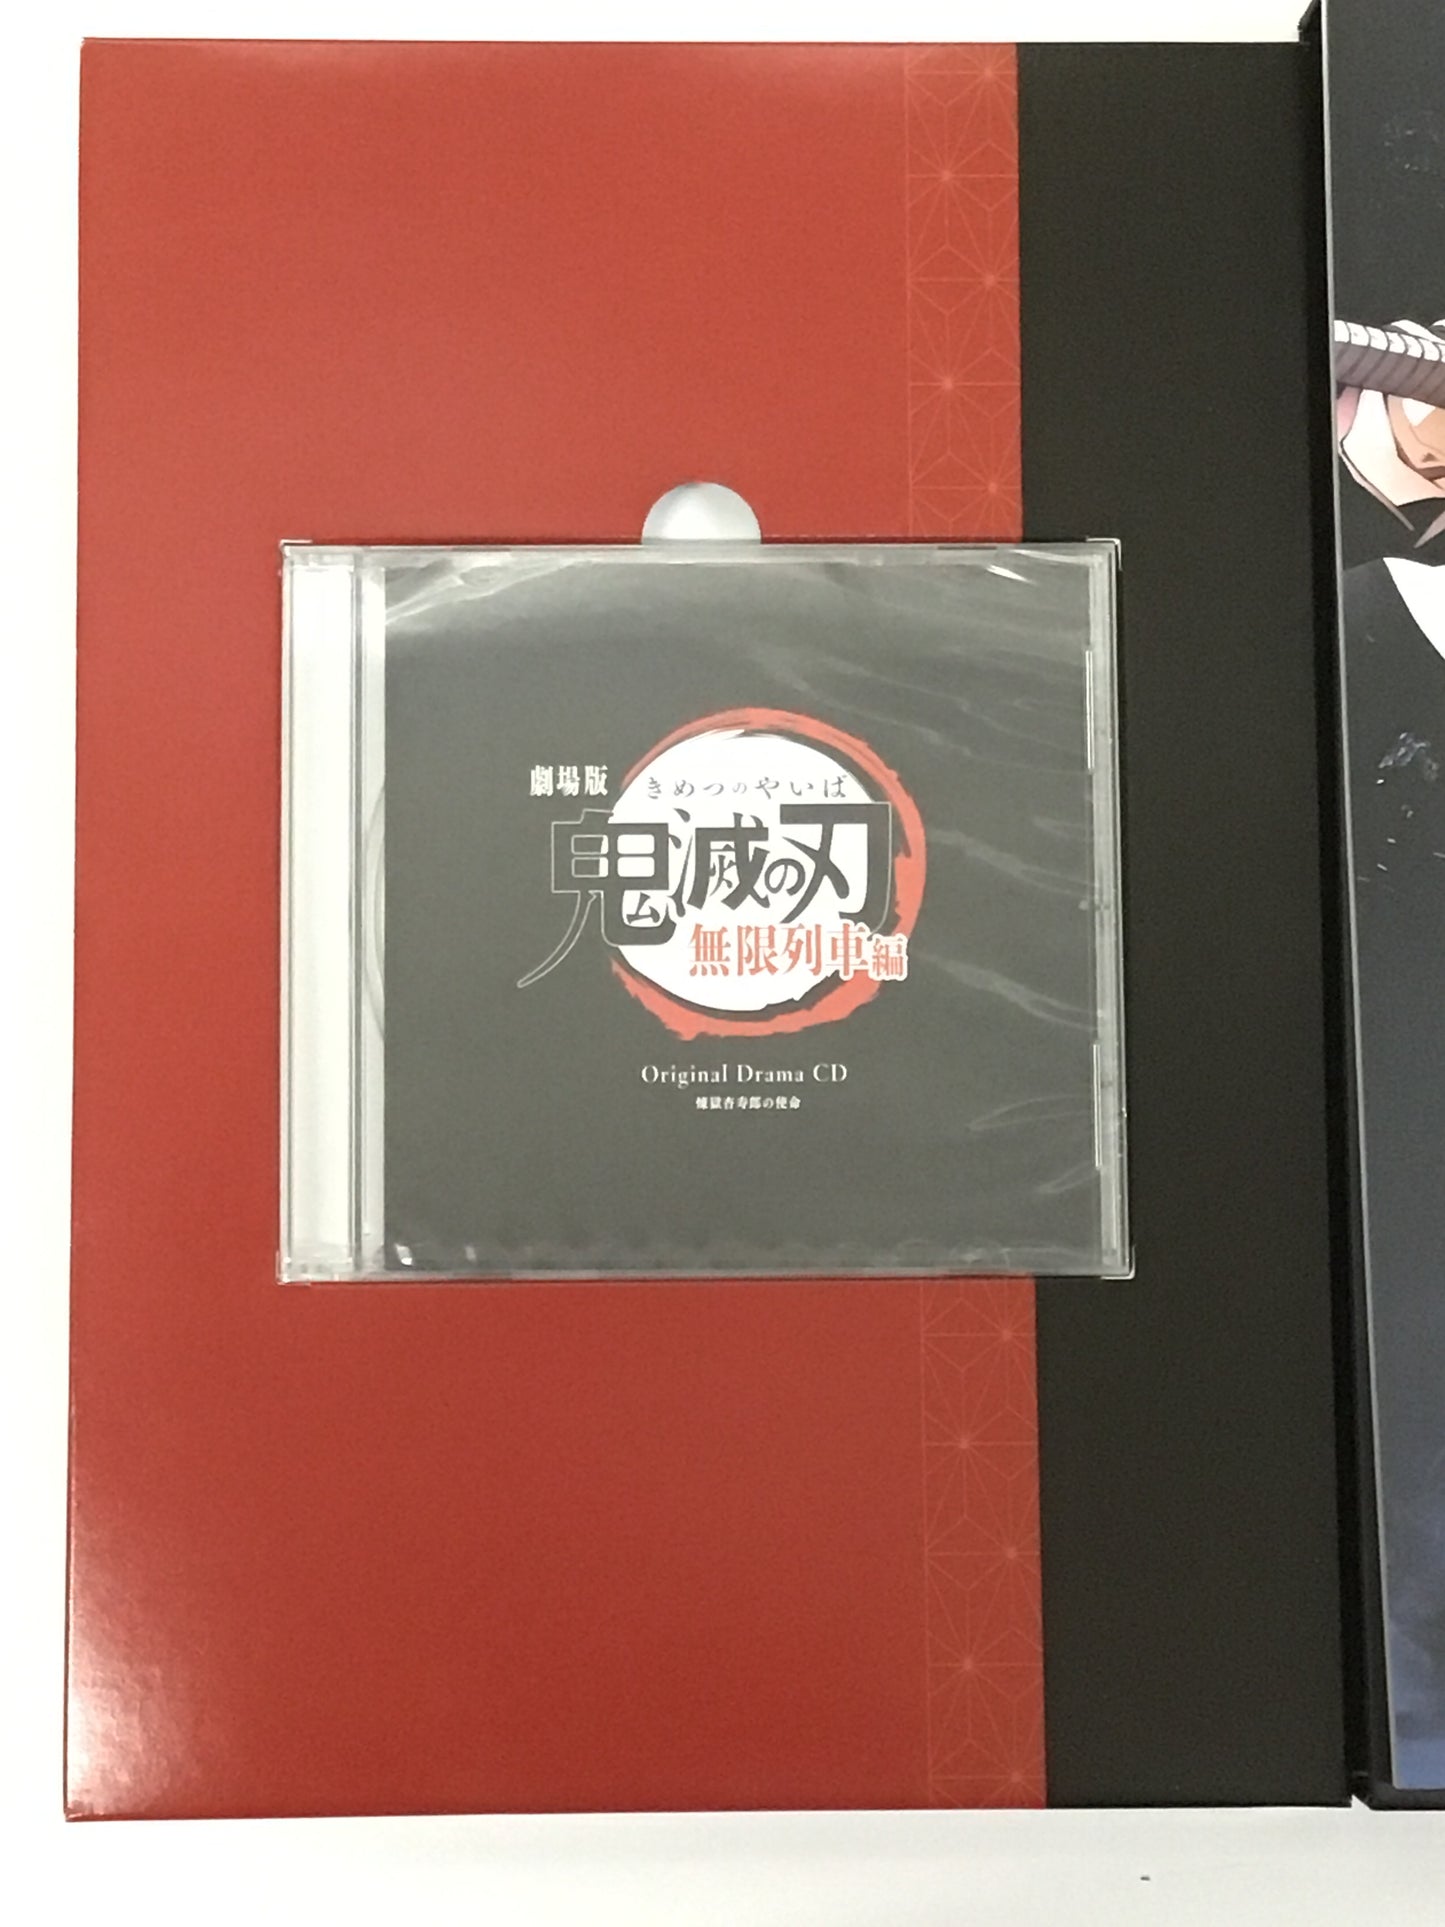 劇場版
きめつのやいば
鬼滅の刃
無限列車編
Original Drama CD
煉獄杏寿郎の使命